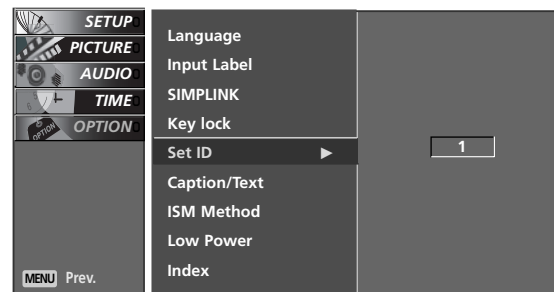 SETUP
PICTURE
AUDIO
TIME
OPTION
MENU Prev.
Language
Input Label
SIMPLINK
Key lock
Set ID ►
Caption/Text
ISM Method
Low Power
Index
1